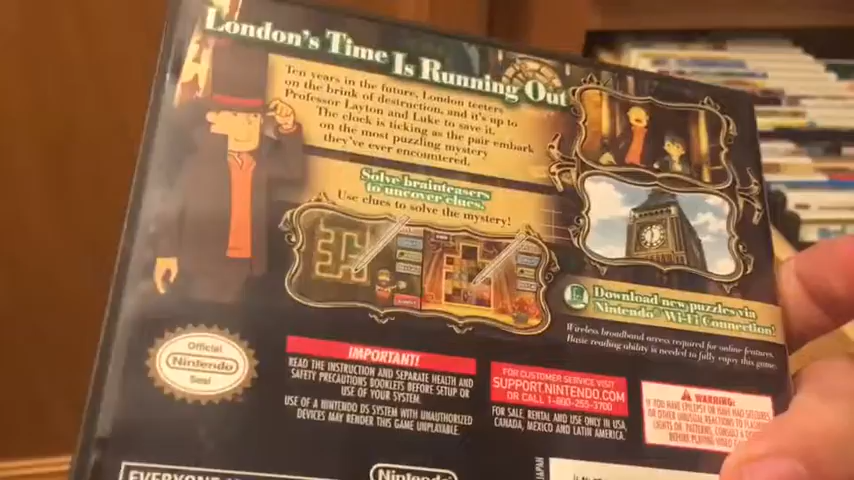 London's Time Is Running Out
Ten years in the future, London teeters
on the brink of destruction, and it's up to
Professor Layton and Luke to save it.
The clock is ticking as the pair embark
on the most puzzling mystery
they've ever encountered.
Solve brainteasers
to uncover clues.
Use clues to solve the mystery!
Download new puzzles via
Nintendo Wi-Fi Connection!
Wireless broadband access required for online features.
Basic reading ability is needed to fully enjoy this game.
Official
Nintendo
Seal
IMPORTANT!
READ THE INSTRUCTION AND SEPARATE HEALTH AND
SAFETY PRECAUTIONS BOOKLETS BEFORE SETUP OR
USE OF YOUR SYSTEM.
USE OF A NINTENDO DS SYSTEM WITH UNAUTHORIZED
DEVICES MAY RENDER THIS GAME UNPLAYABLE.
FOR CUSTOMER SERVICE VISIT
SUPPORT.NINTENDO.COM
OR CALL 1-800-255-3700
FOR SALE, RENTAL AND USE ONLY IN USA,
CANADA, MEXICO AND LATIN AMERICA.
WARNING:
IF YOU HAVE EPILEPSY OR
OTHER UNUSUAL REACTIONS
LIGHTS OR PATTERNS, CONSULT A
BEFORE PLAYING
EVERYONE
Nintendo